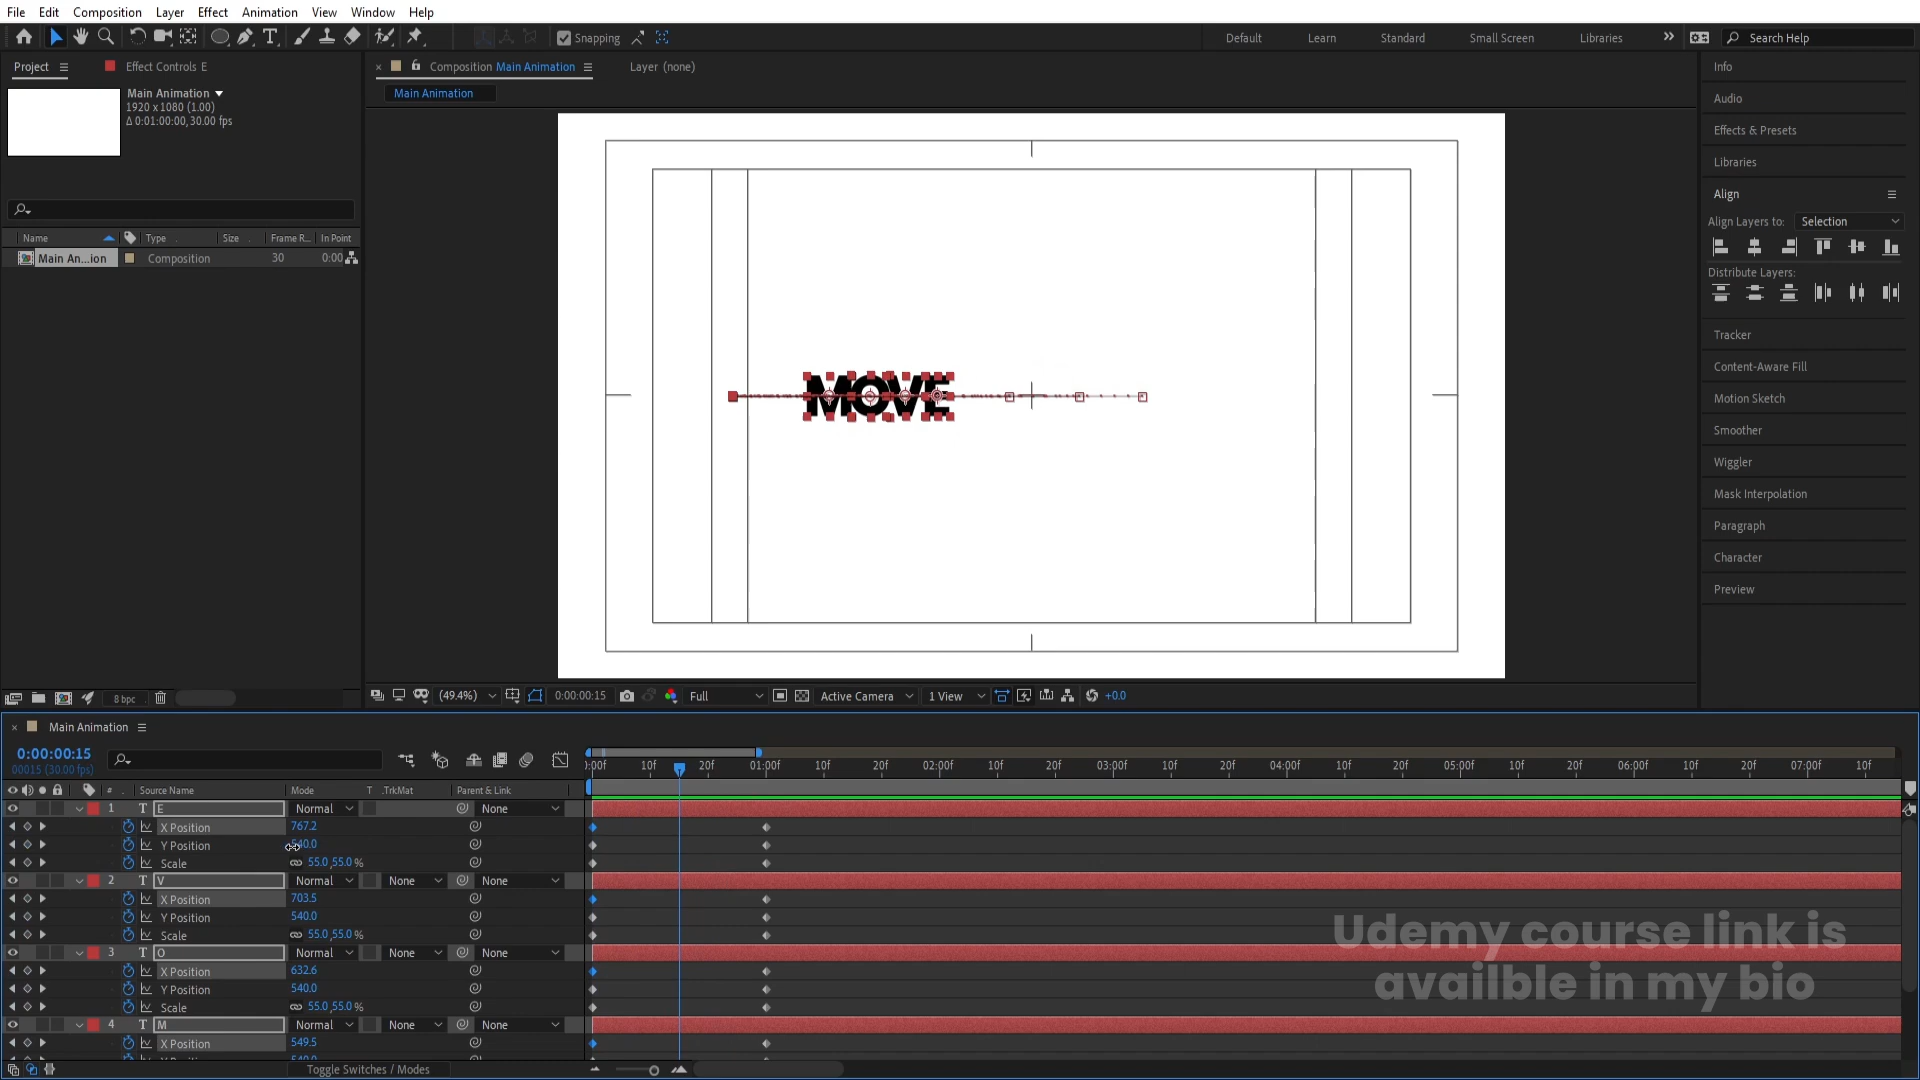 File Edit Composition Layer Effect Animation View Window Help
Snapping
Default Learn Standard Small Screen Libraries Search Help
Project Effect Controls E
Composition Main Animation Layer (none)
Main Animation
Main Animation
1920 x 1080 (1.00)
Δ 0:01:00:00, 30.00 fps
Name Type Size Frame R... In Point
Main An...ion Composition 30 0:00
MOVE
Info
Audio
Effects & Presets
Libraries
Align
Align Layers to: Selection
Distribute Layers:
Tracker
Content-Aware Fill
Motion Sketch
Smoother
Wiggler
Mask Interpolation
Paragraph
Character
Preview
8 bpc
(49.4%) 0:00:00:15 Full Active Camera 1 View +0.0
Main Animation
0:00:00:15
00015 (30.00 fps)
):00f 10f 20f 01:00f 10f 20f 02:00f 10f 20f 03:00f 10f 20f 04:00f 10f 20f 05:00f 10f 20f 06:00f 10f 20f 07:00f 10f
# Source Name Mode T .TrkMat Parent & Link
1 T E Normal None
X Position 767.2
Y Position 540.0
Scale 55.0,55.0 %
2 T V Normal None None
X Position 703.5
Y Position 540.0
Scale 55.0,55.0 %
3 T O Normal None None
X Position 632.6
Y Position 540.0
Scale 55.0,55.0 %
4 T M Normal None None
X Position 549.5
Toggle Switches / Modes
Udemy course link is
availble in my bio